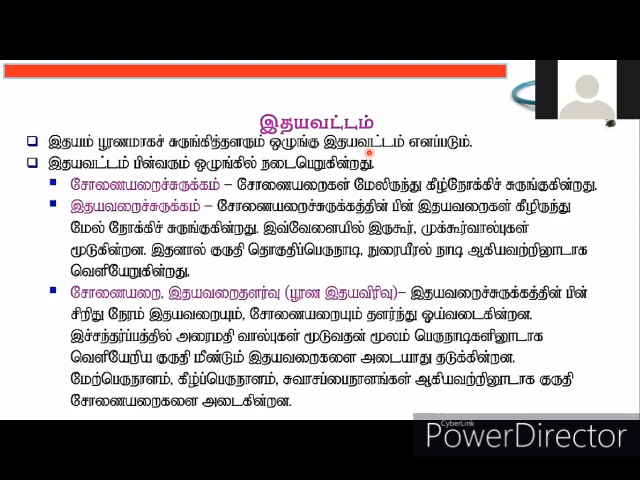 இதயவட்டம்
❑ இதயம் பூரணமாகச் சுருங்கித்தளரும் ஒழுங்கு இதயவட்டம் எனப்படும்.
❑ இதயவட்டம் பின்வரும் ஒழுங்கில் நடைபெறுகின்றது.
▪ சோணையறைச்சுருக்கம் – சோணையறைகள் மேலிருந்து கீழ்நோக்கிச் சுருங்குகின்றது.
▪ இதயவறைச்சுருக்கம் – சோணையறைச்சுருக்கத்தின் பின் இதயவறைகள் கீழிருந்து
மேல் நோக்கிச் சுருங்குகின்றது. இவ்வேளையில் இருகூர், முக்கூர்வால்புகள்
மூடுகின்றன. இதனால் குருதி தொகுதிப்பெருநாடி, நுரையீரல் நாடி ஆகியவற்றினூடாக
வெளியேறுகின்றது.
▪ சோணையறை, இதயவறைதளர்வு (பூரண இதயவிரிவு)– இதயவறைச்சுருக்கத்தின் பின்
சிறிது நேரம் இதயவறையும், சோணையறையும் தளர்ந்து ஓய்வடைகின்றன.
இச்சந்தர்ப்பத்தில் அரைமதி வால்புகள் மூடுவதன் மூலம் பெருநாடிகளினூடாக
வெளியேறிய குருதி மீண்டும் இதயவறைகளை அடையாது தடுக்கின்றன.
மேற்பெருநாளம், கீழ்ப்பெருநாளம், சுவாசப்பைநாளங்கள் ஆகியவற்றினூடாக குருதி
சோணையறைகளை அடைகின்றன.
CyberLink
PowerDirector